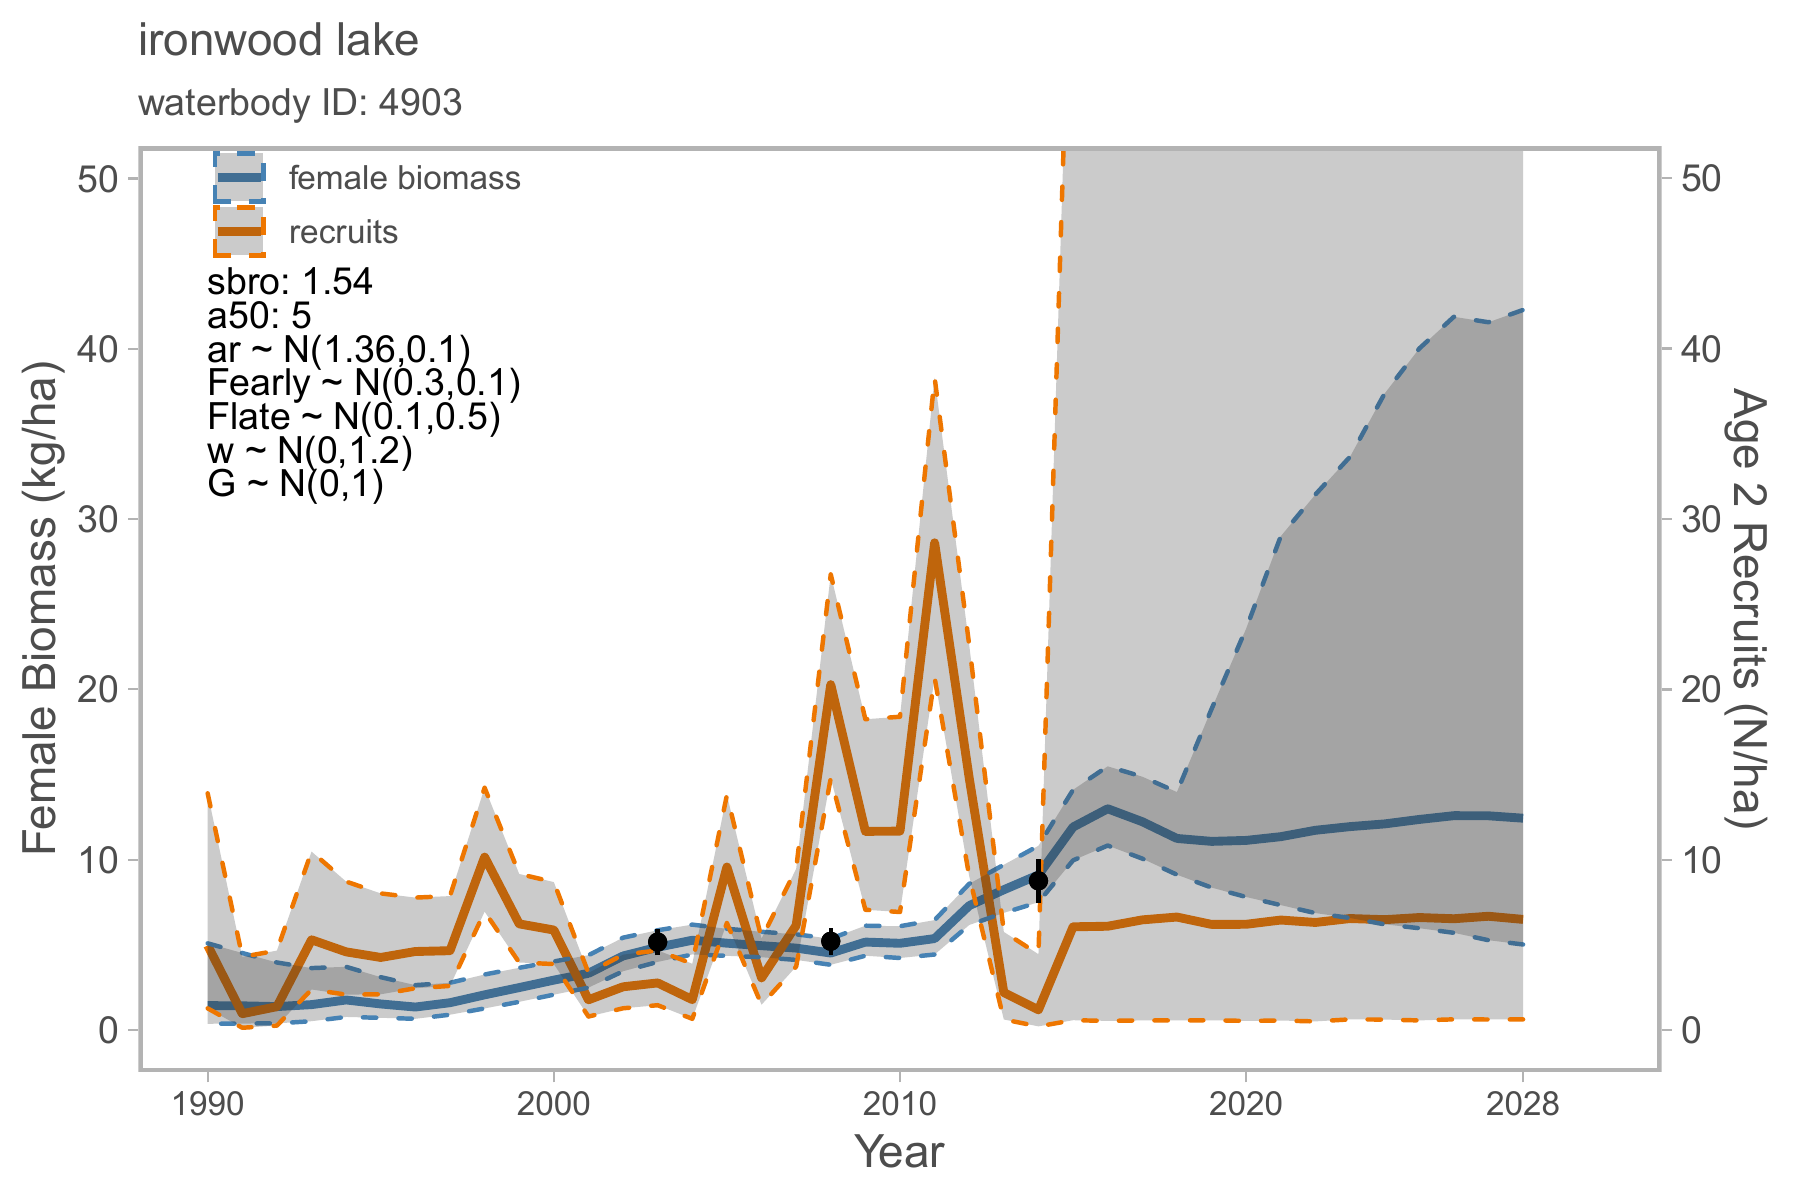 ironwood lake
waterbody ID: 4903
female biomass
recruits
sbro: 1.54
a50: 5
ar ~ N(1.36,0.1)
Fearly ~ N(0.3,0.1)
Flate ~ N(0.1,0.5)
w ~ N(0,1.2)
G ~ N(0,1)
Female Biomass (kg/ha)
50
40
30
20
10
0
50
40
30
20
10
0
Age 2 Recruits (N/ha)
1990
2000
2010
2020
2028
Year